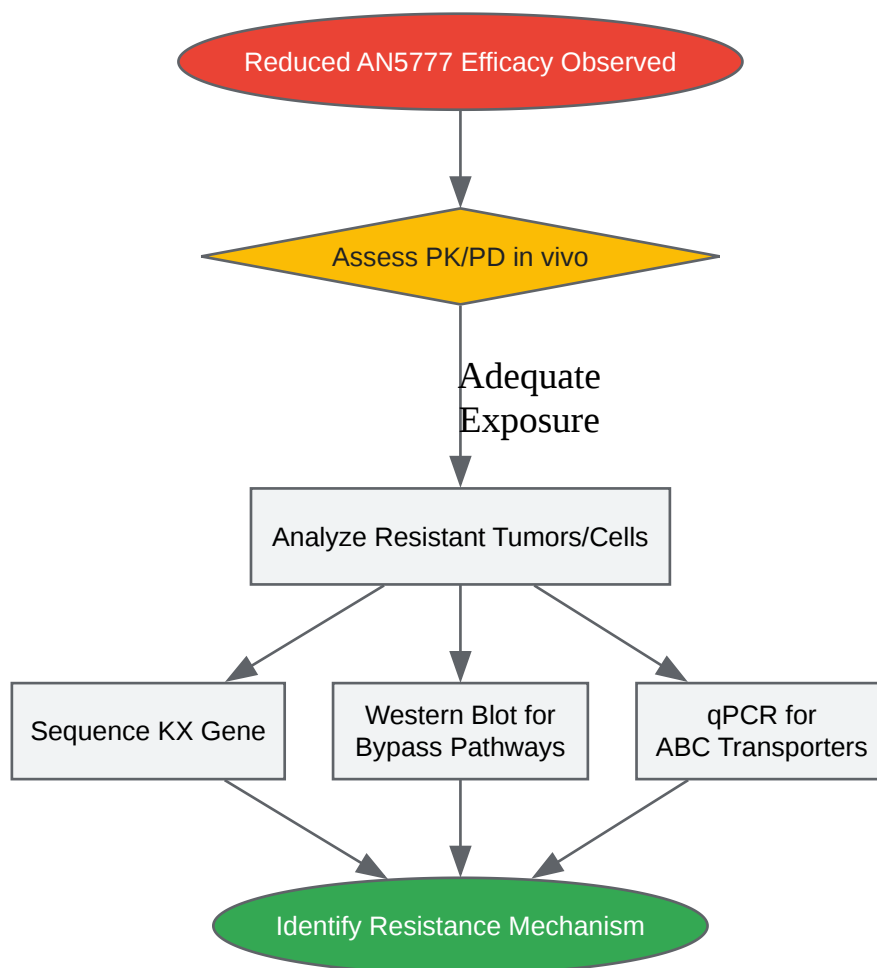 Reduced AN5777 Efficacy Observed
Assess PK/PD in vivo
Adequate
Exposure
Analyze Resistant Tumors/Cells
Sequence KX Gene
Western Blot for
Bypass Pathways
qPCR for
ABC Transporters
Identify Resistance Mechanism